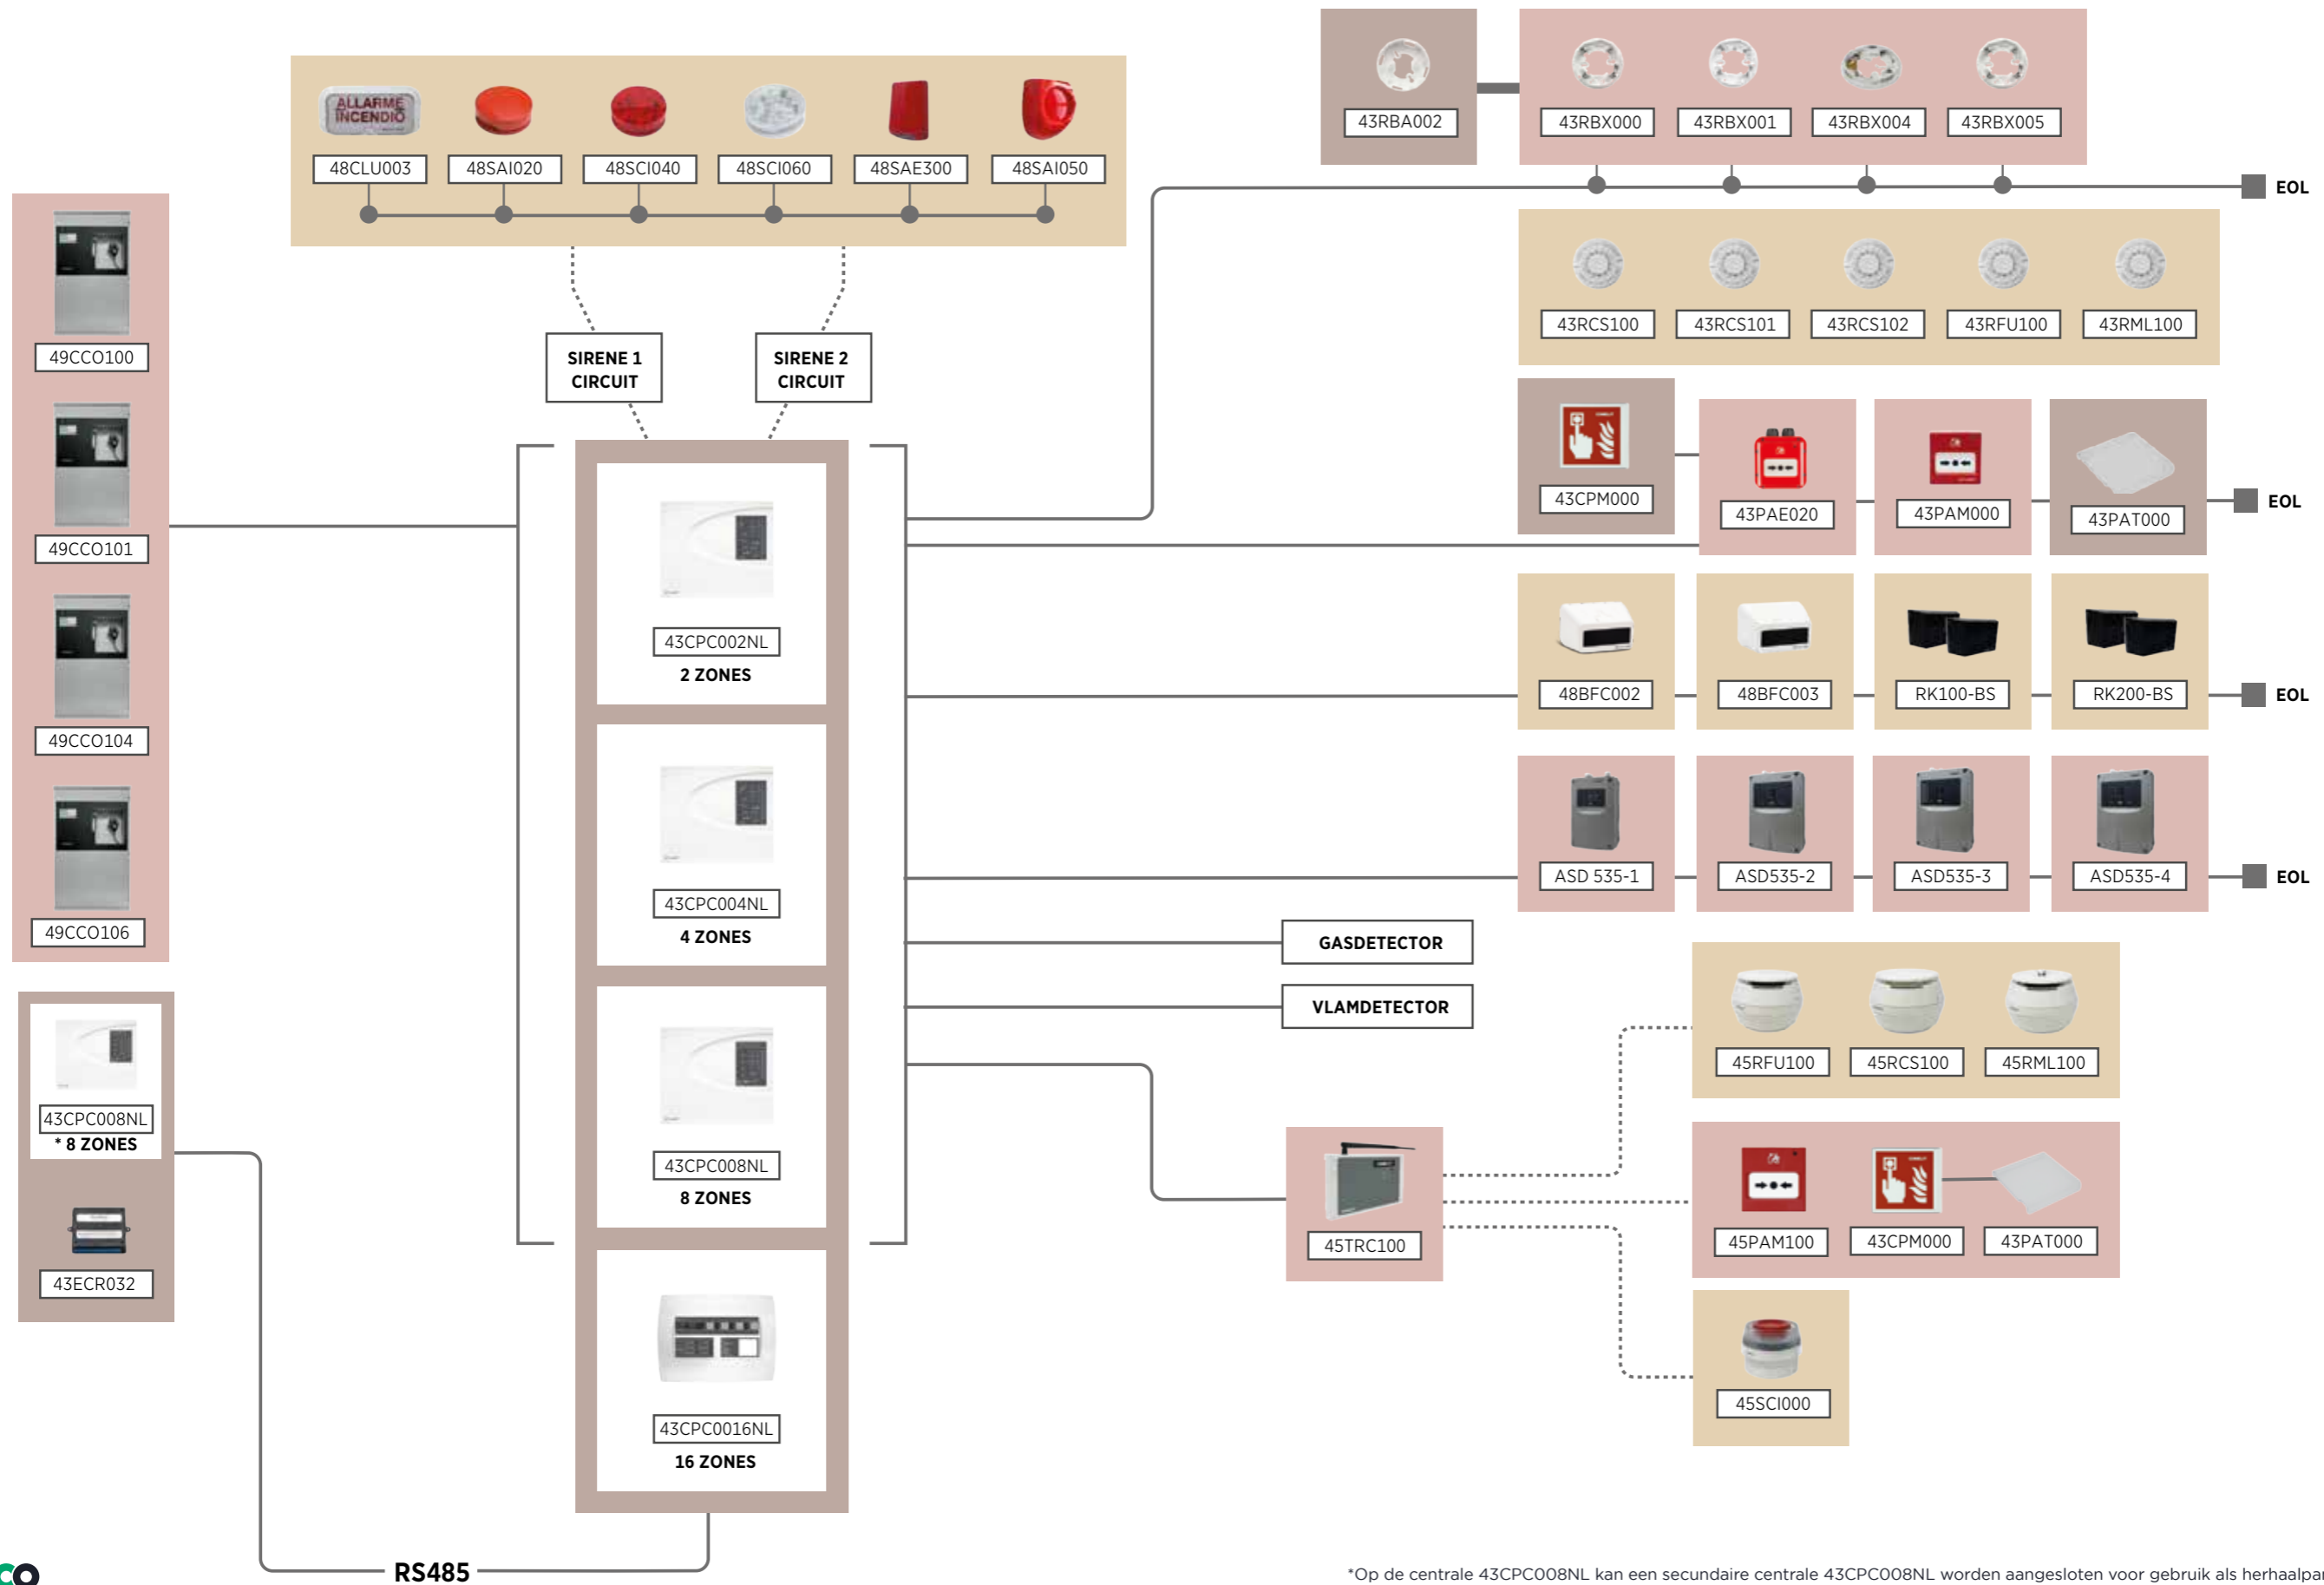 ALLARME
INCENDIO
48CLU003
48SAI020
48SCI040
48SCI060
48SAE300
48SAI050
SIRENE 1
CIRCUIT
SIRENE 2
CIRCUIT
43RBA002
43RBX000
43RBX001
43RBX004
43RBX005
EOL
43RCS100
43RCS101
43RCS102
43RFU100
43RML100
43CPM000
43PAE020
43PAM000
43PAT000
EOL
48BFC002
48BFC003
RK100-BS
RK200-BS
EOL
ASD 535-1
ASD535-2
ASD535-3
ASD535-4
EOL
GASDETECTOR
VLAMDETECTOR
45RFU100
45RCS100
45RML100
45TRC100
45PAM100
43CPM000
43PAT000
45SCI000
49CCO100
49CCO101
49CCO104
49CCO106
43CPC008NL
* 8 ZONES
43ECR032
43CPC002NL
2 ZONES
43CPC004NL
4 ZONES
43CPC008NL
8 ZONES
43CPC0016NL
16 ZONES
RS485
*Op de centrale 43CPC008NL kan een secundaire centrale 43CPC008NL worden aangesloten voor gebruik als herhaalpa